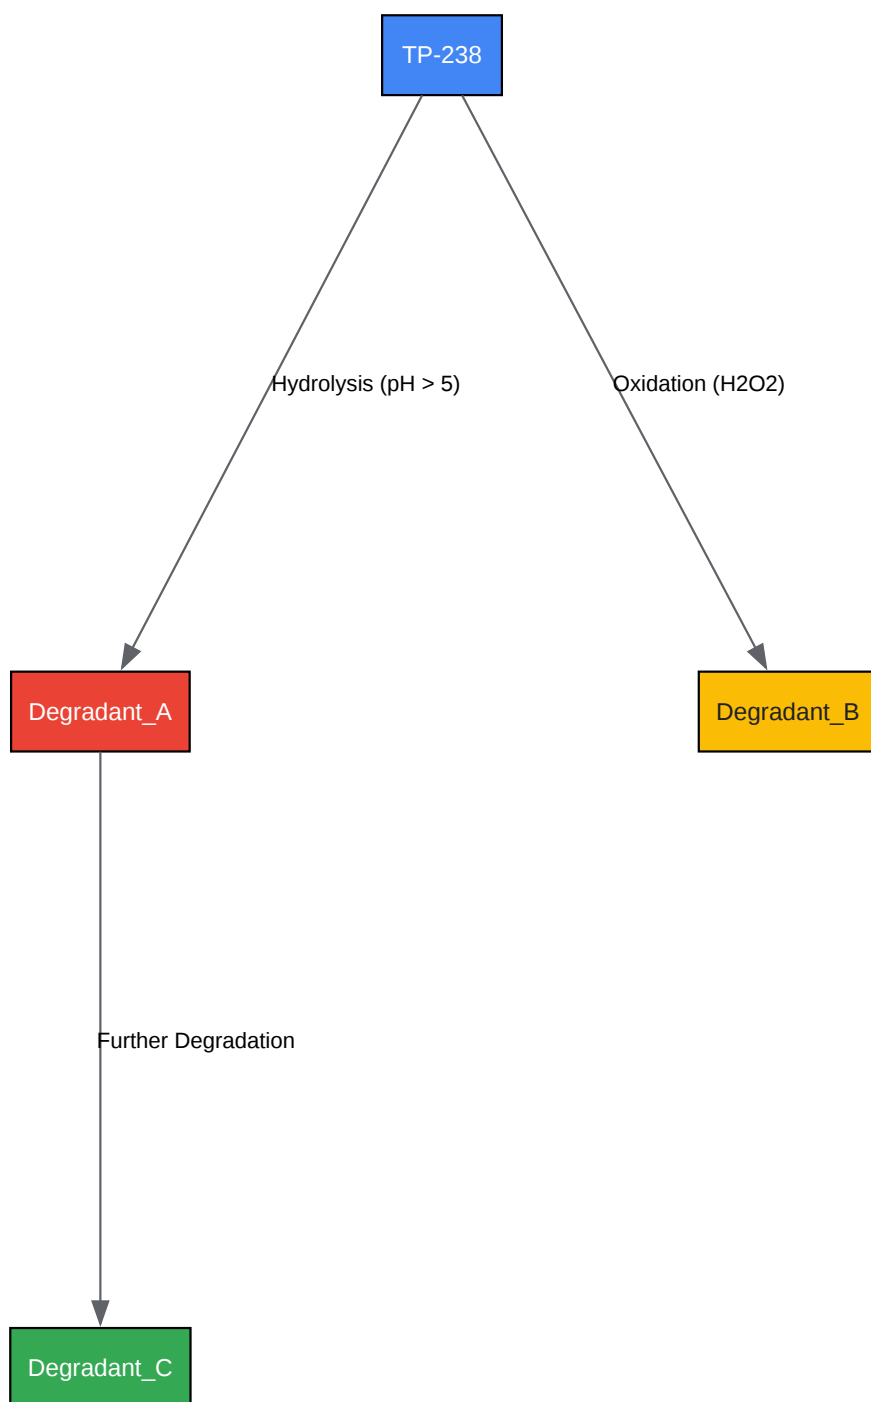 TP-238
Hydrolysis (pH > 5)
Oxidation (H2O2)
Degradant_A
Degradant_B
Further Degradation
Degradant_C